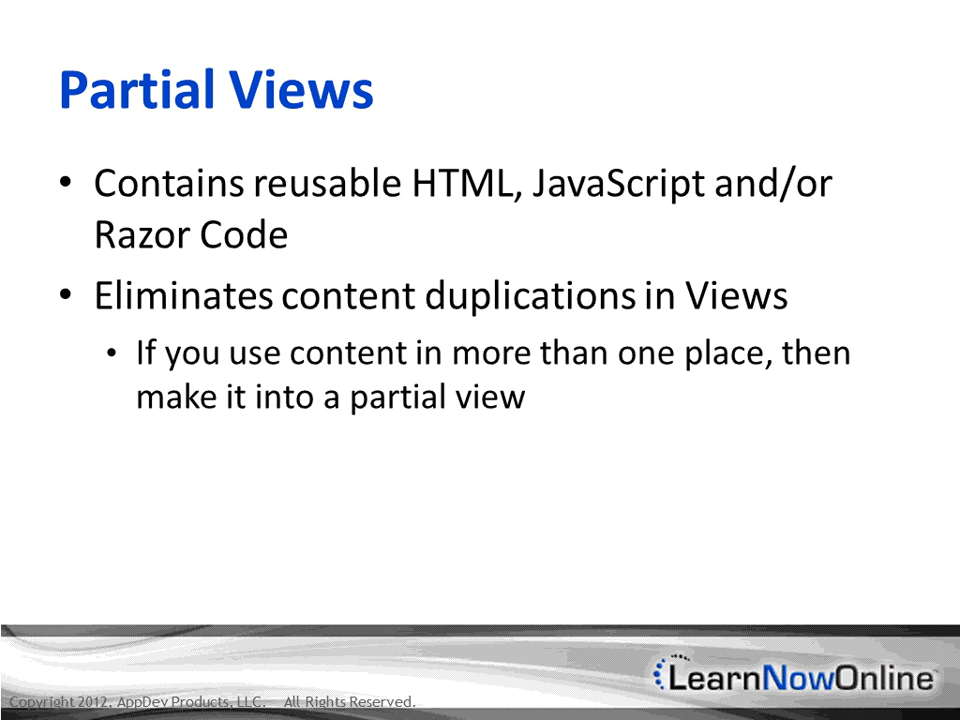 Partial Views
• Contains reusable HTML, JavaScript and/or
Razor Code
• Eliminates content duplications in Views
• If you use content in more than one place, then
make it into a partial view
LearnNowOnline
Copyright 2012. AppDev Products, LLC. All Rights Reserved.